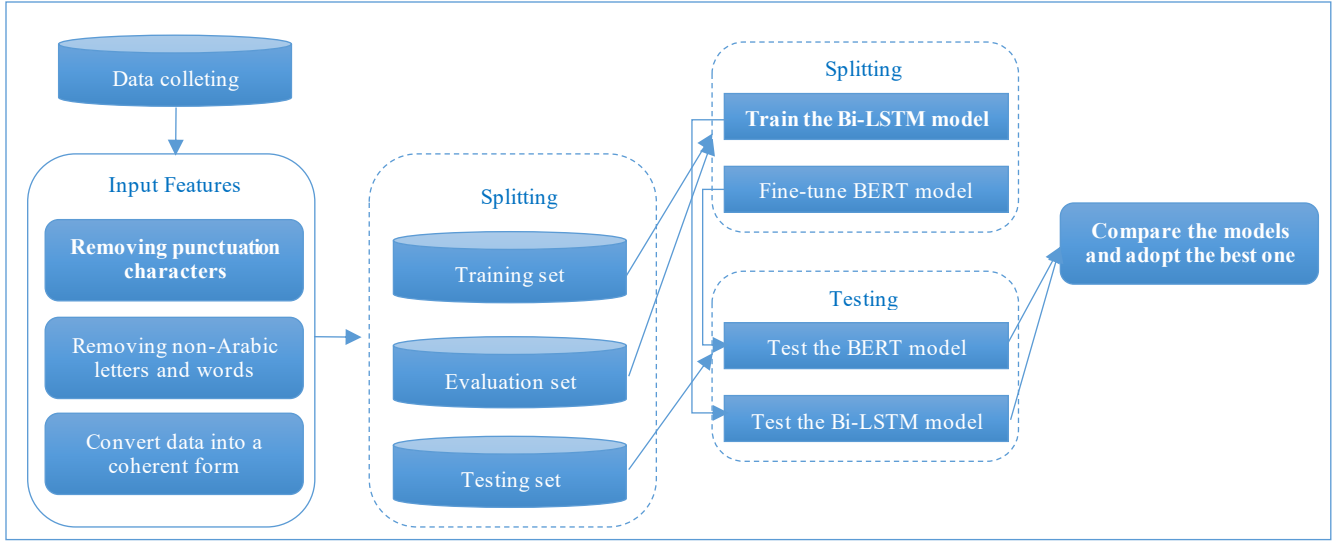 Data colleting
Input Features
Removing punctuation
characters
Removing non-Arabic
letters and words
Convert data into a
coherent form
Splitting
Training set
Evaluation set
Testing set
Splitting
Train the Bi-LSTM model
Fine-tune BERT model
Testing
Test the BERT model
Test the Bi-LSTM model
Compare the models
and adopt the best one